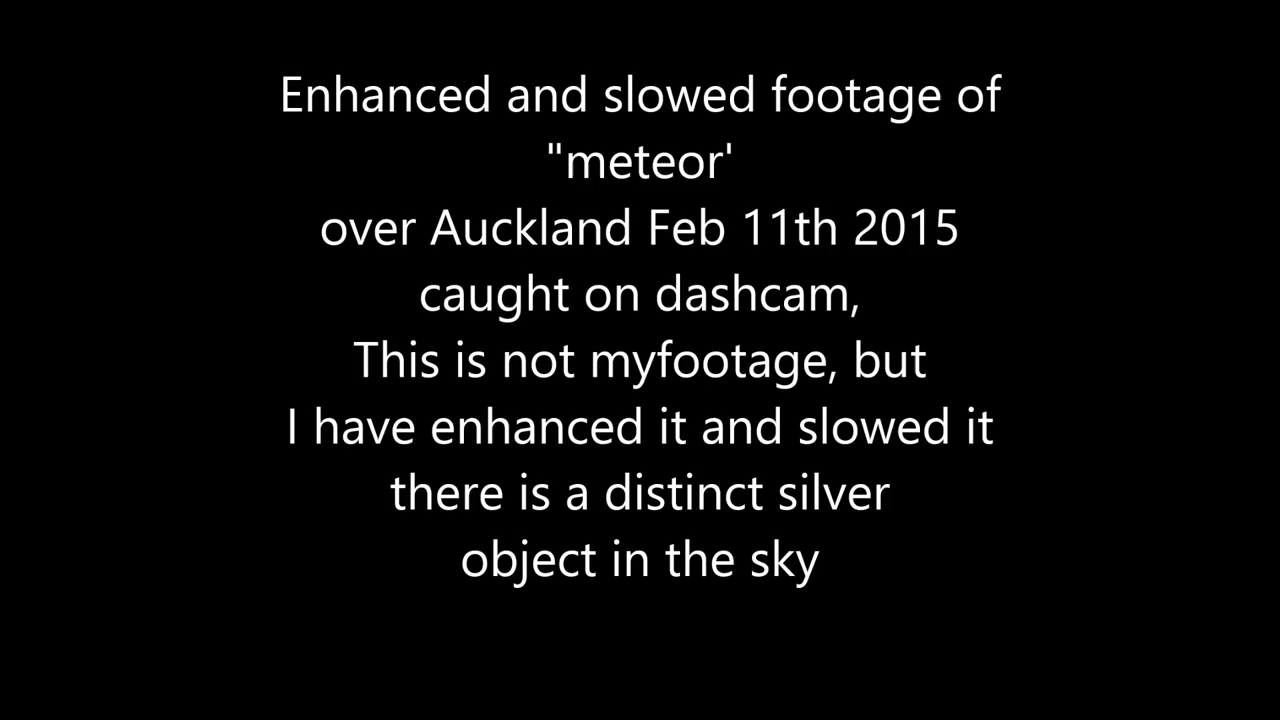 Enhanced and slowed footage of
"meteor'
over Auckland Feb 11th 2015
caught on dashcam,
This is not myfootage, but
I have enhanced it and slowed it
there is a distinct silver
object in the sky